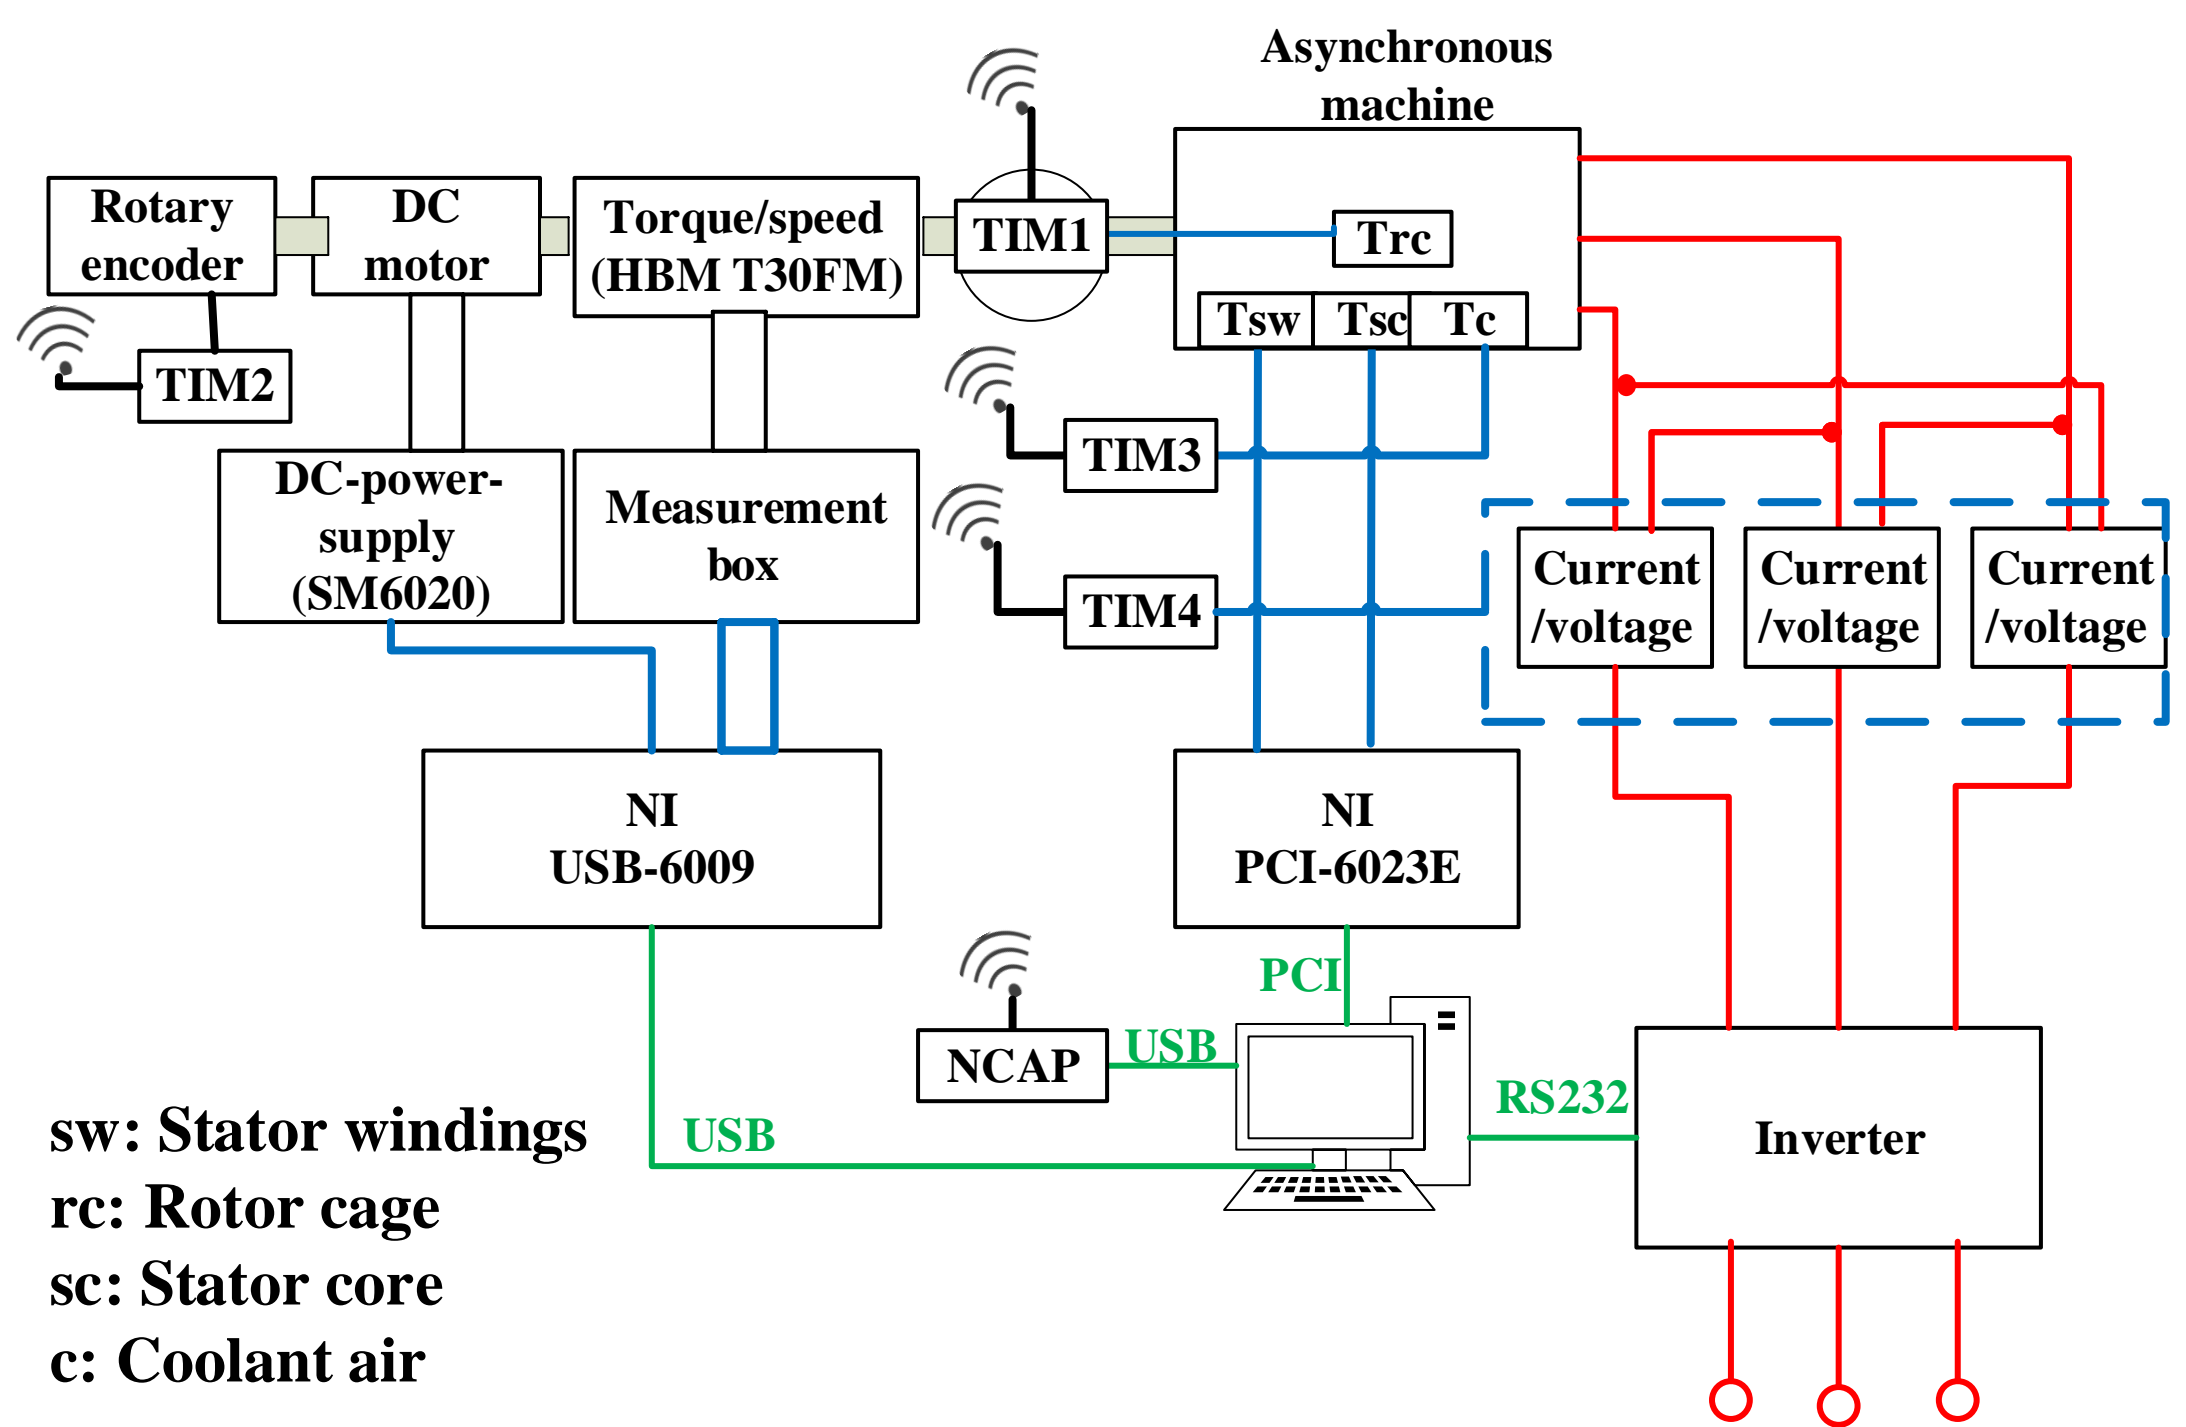 Asynchronous
machine
Rotary
encoder
DC
motor
Torque/speed
(HBM T30FM)
TIM1
Trc
Tsw
Tsc
Tc
TIM2
TIM3
DC-power-
supply
(SM6020)
Measurement
box
TIM4
Current
/voltage
Current
/voltage
Current
/voltage
NI
USB-6009
NI
PCI-6023E
PCI
NCAP
USB
RS232
Inverter
USB
sw: Stator windings
rc: Rotor cage
sc: Stator core
c: Coolant air